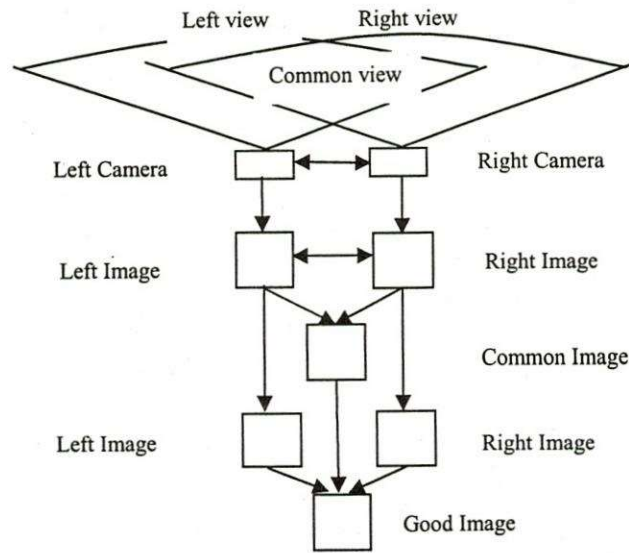 Left view
Right view
Common view
Left Camera
Right Camera
Left Image
Right Image
Common Image
Left Image
Right Image
Good Image